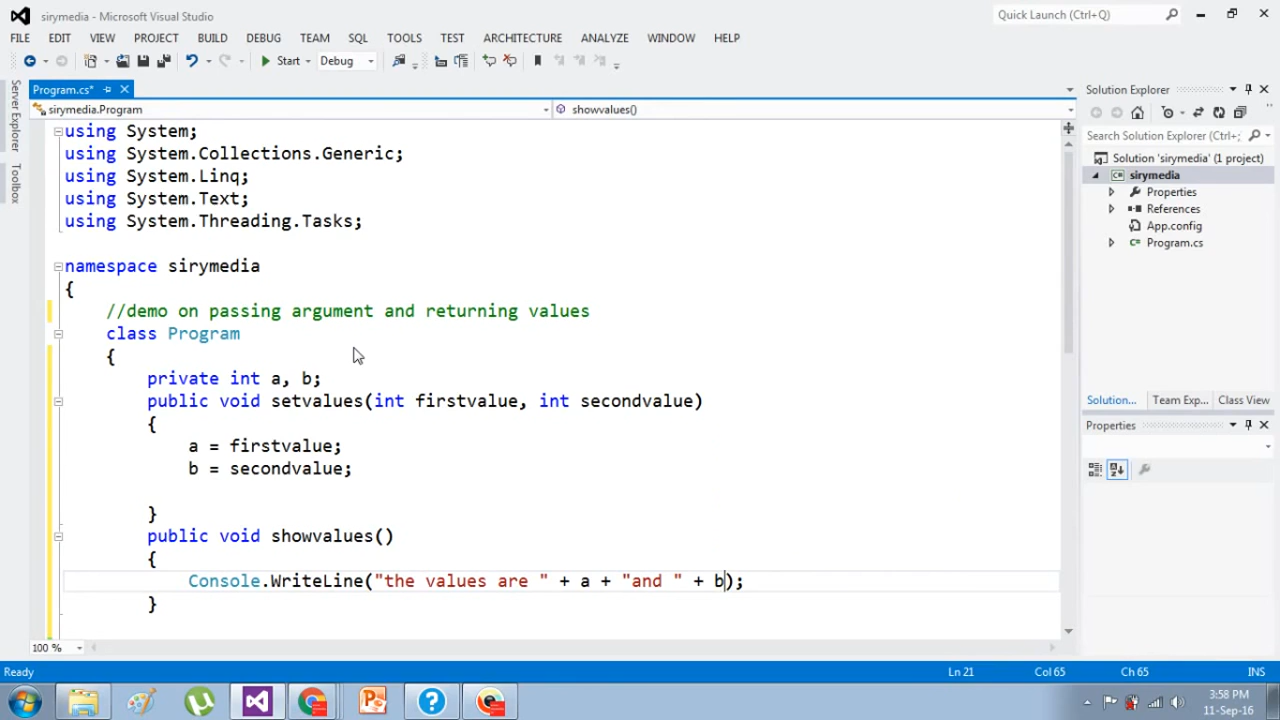 sirymedia - Microsoft Visual Studio
Quick Launch (Ctrl+Q)
FILE EDIT VIEW PROJECT BUILD DEBUG TEAM SQL TOOLS TEST ARCHITECTURE ANALYZE WINDOW HELP
Start Debug
Server Explorer
Toolbox
Program.cs*
sirymedia.Program showvalues()
using System;
using System.Collections.Generic;
using System.Linq;
using System.Text;
using System.Threading.Tasks;
namespace sirymedia
{
//demo on passing argument and returning values
class Program
{
private int a, b;
public void setvalues(int firstvalue, int secondvalue)
{
a = firstvalue;
b = secondvalue;
}
public void showvalues()
{
Console.WriteLine("the values are " + a + "and " + b);
}
100 %
Solution Explorer
Search Solution Explorer (Ctrl+;
Solution 'sirymedia' (1 project)
sirymedia
Properties
References
App.config
Program.cs
Solution... Team Exp... Class View
Properties
Ready Ln 21 Col 65 Ch 65 INS
3:58 PM
11-Sep-16